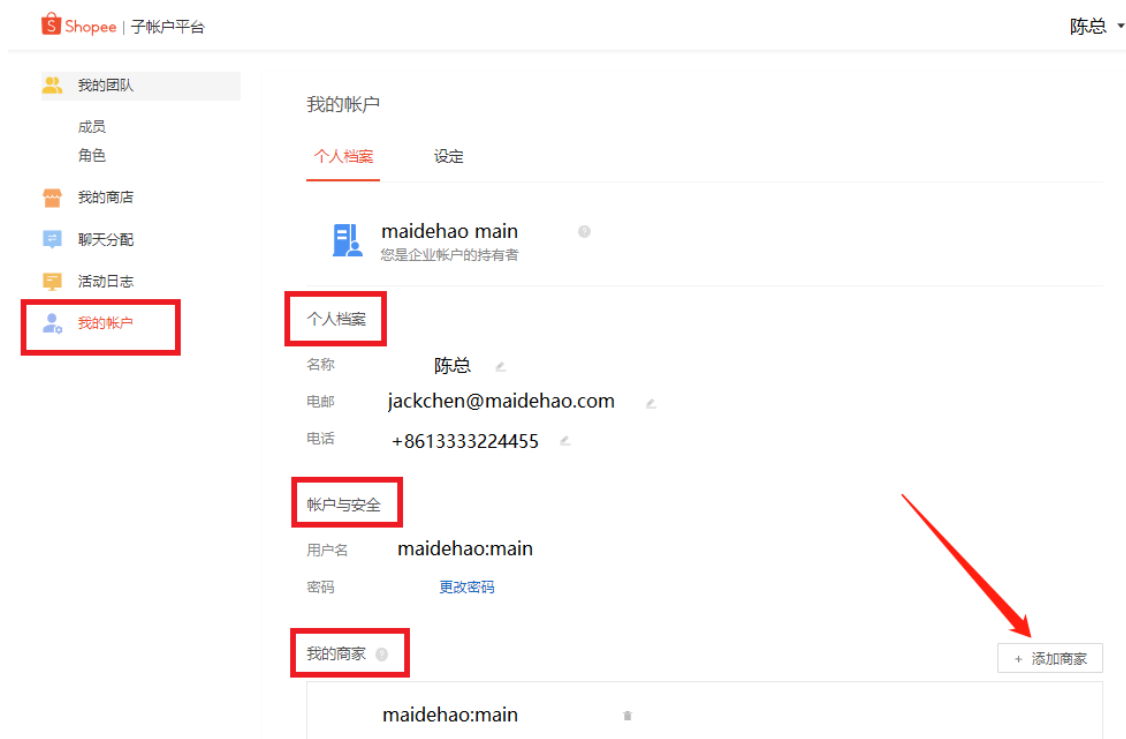 Shopee | 子帐户平台
陈总
我的团队
成员
角色
我的商店
聊天分配
活动日志
我的帐户
我的帐户
个人档案 设定
maidehao main
您是企业帐户的持有者
个人档案
名称 陈总
电邮 jackchen@maidehao.com
电话 +8613333224455
帐户与安全
用户名 maidehao:main
密码 更改密码
我的商家
+ 添加商家
maidehao:main